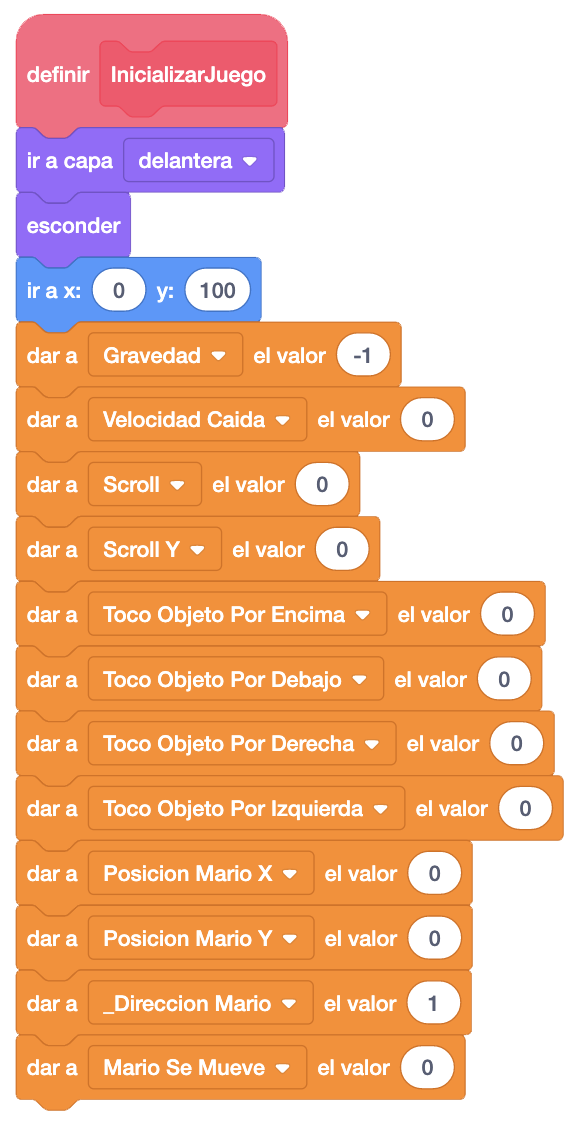 definir InicializarJuego
ir a capa delantera
esconder
ir a x: 0 y: 100
dar a Gravedad el valor -1
dar a Velocidad Caida el valor 0
dar a Scroll el valor 0
dar a Scroll Y el valor 0
dar a Toco Objeto Por Encima el valor 0
dar a Toco Objeto Por Debajo el valor 0
dar a Toco Objeto Por Derecha el valor 0
dar a Toco Objeto Por Izquierda el valor 0
dar a Posicion Mario X el valor 0
dar a Posicion Mario Y el valor 0
dar a _Direccion Mario el valor 1
dar a Mario Se Mueve el valor 0